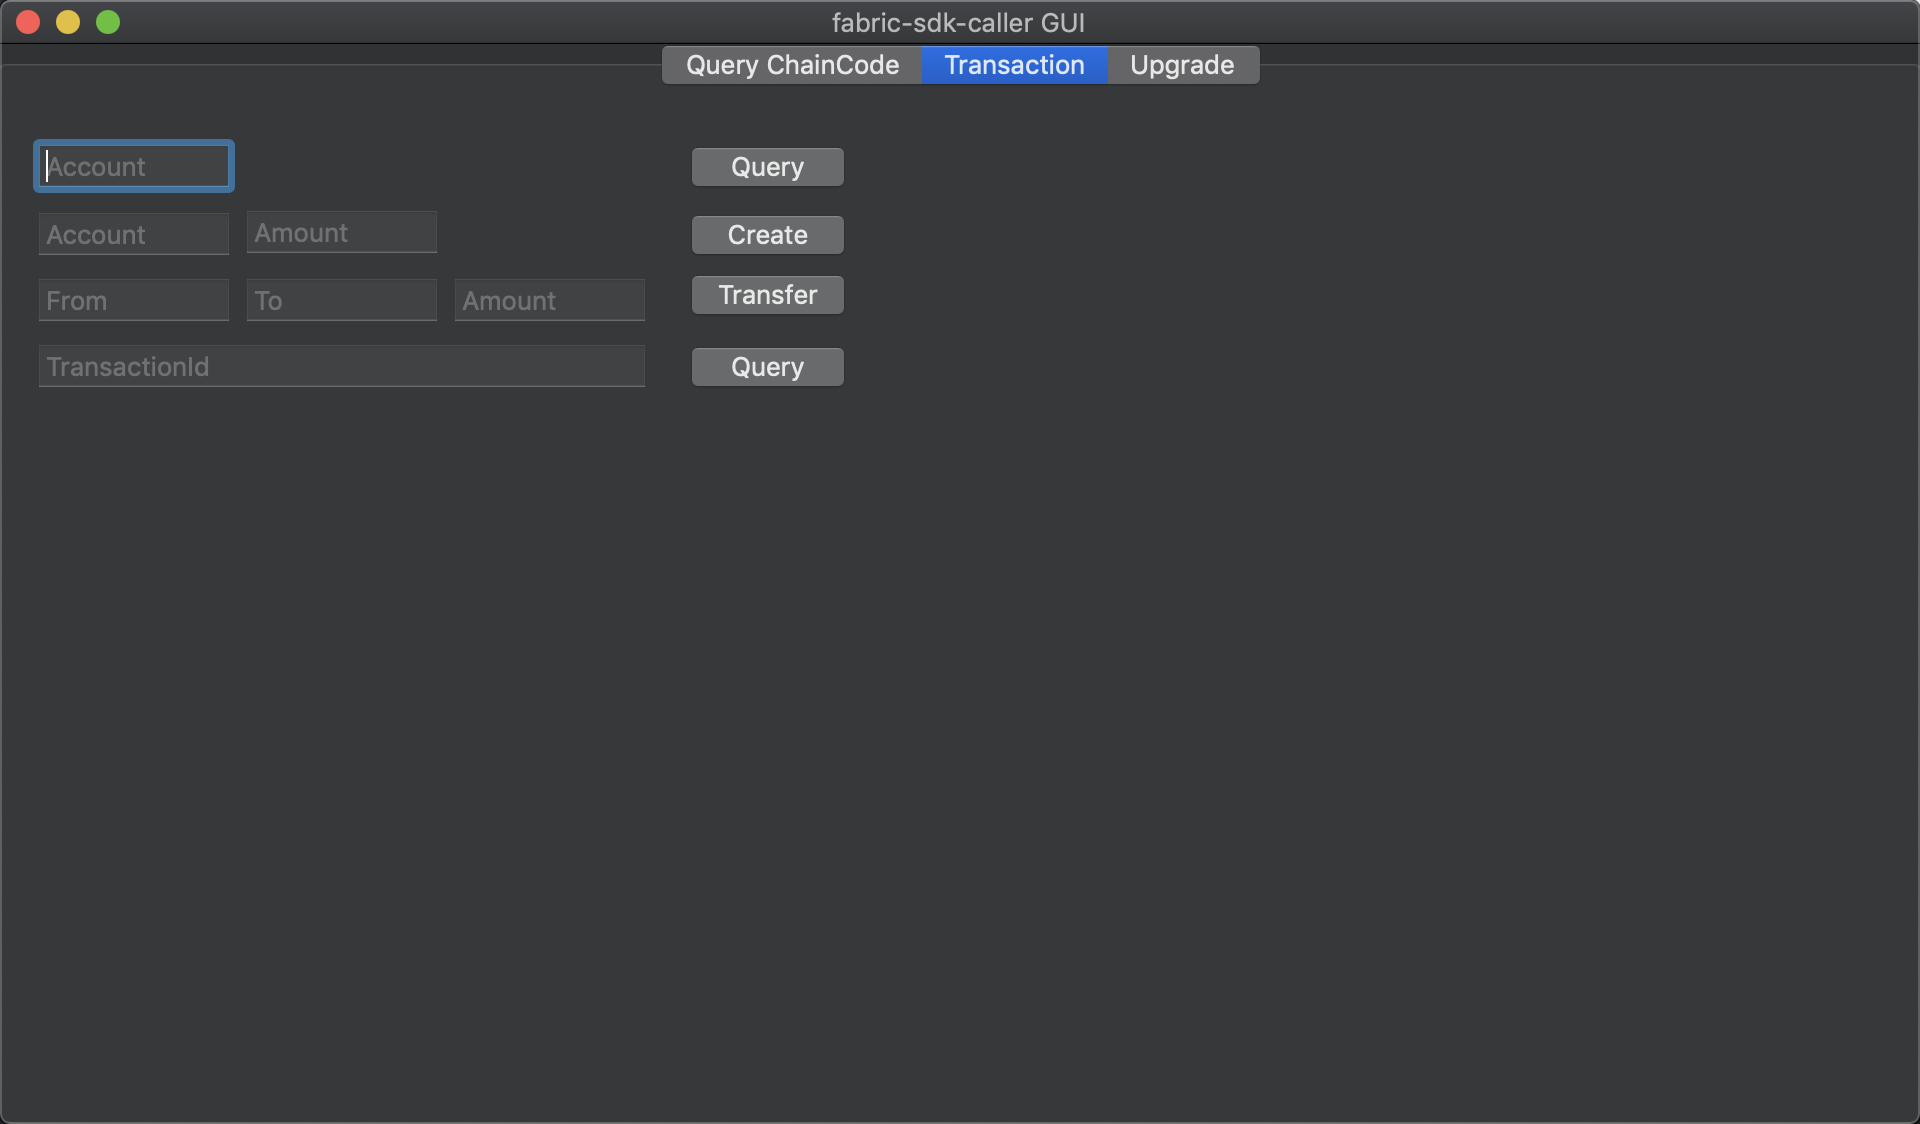 fabric-sdk-caller GUI
Query ChainCode Transaction Upgrade
Account Query
Account Amount Create
From To Amount Transfer
TransactionId Query